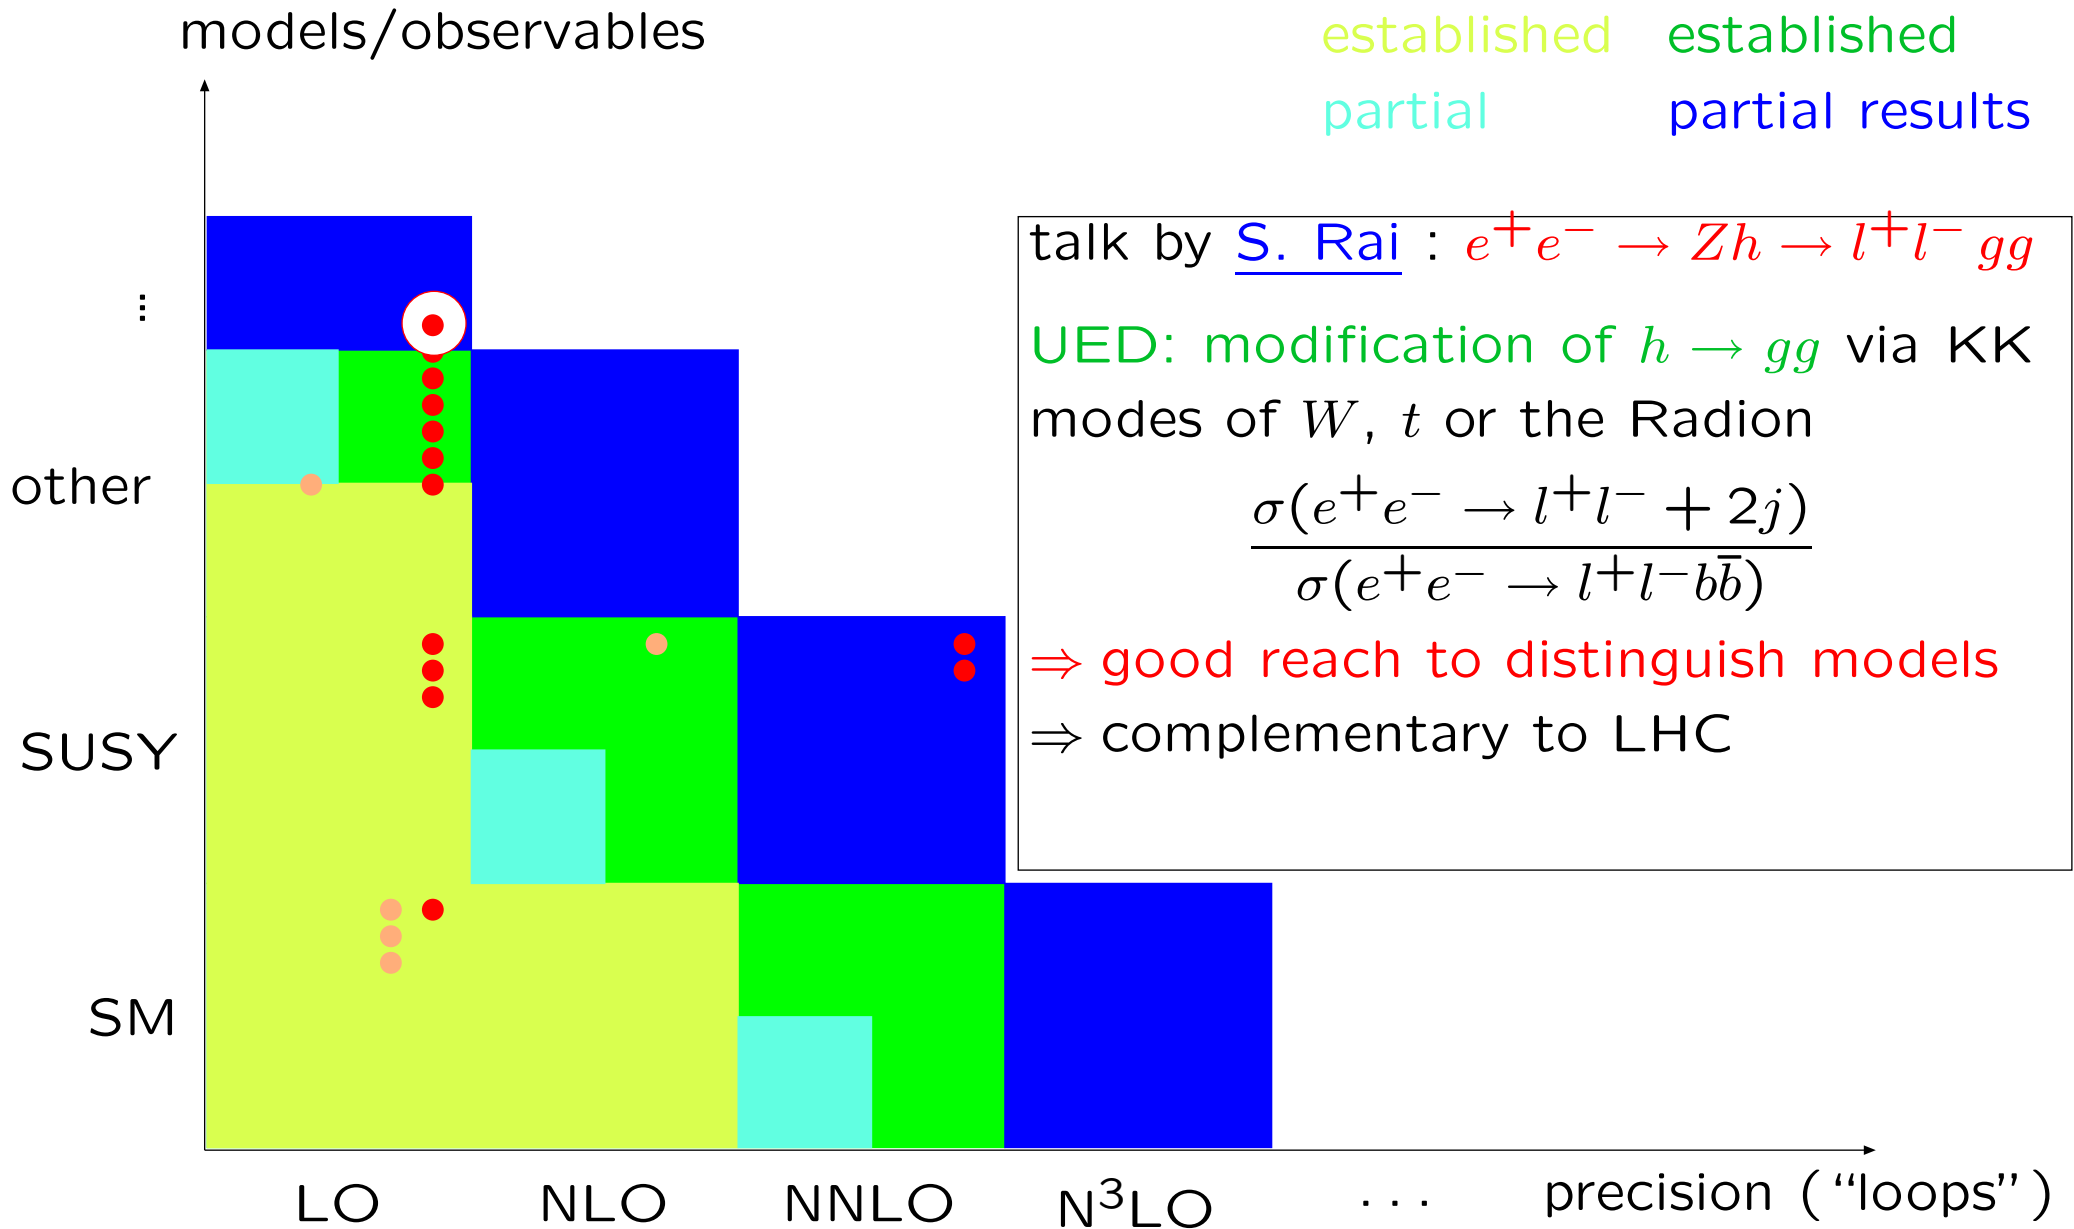 models/observables
established established
partial partial results
talk by S. Rai : e⁺e⁻ → Zh → l⁺l⁻ gg
UED: modification of h → gg via KK
modes of W, t or the Radion
σ(e⁺e⁻ → l⁺l⁻ + 2j)
σ(e⁺e⁻ → l⁺l⁻bb̄)
⇒ good reach to distinguish models
⇒ complementary to LHC
...
other
SUSY
SM
LO NLO NNLO N³LO ... precision (“loops”)